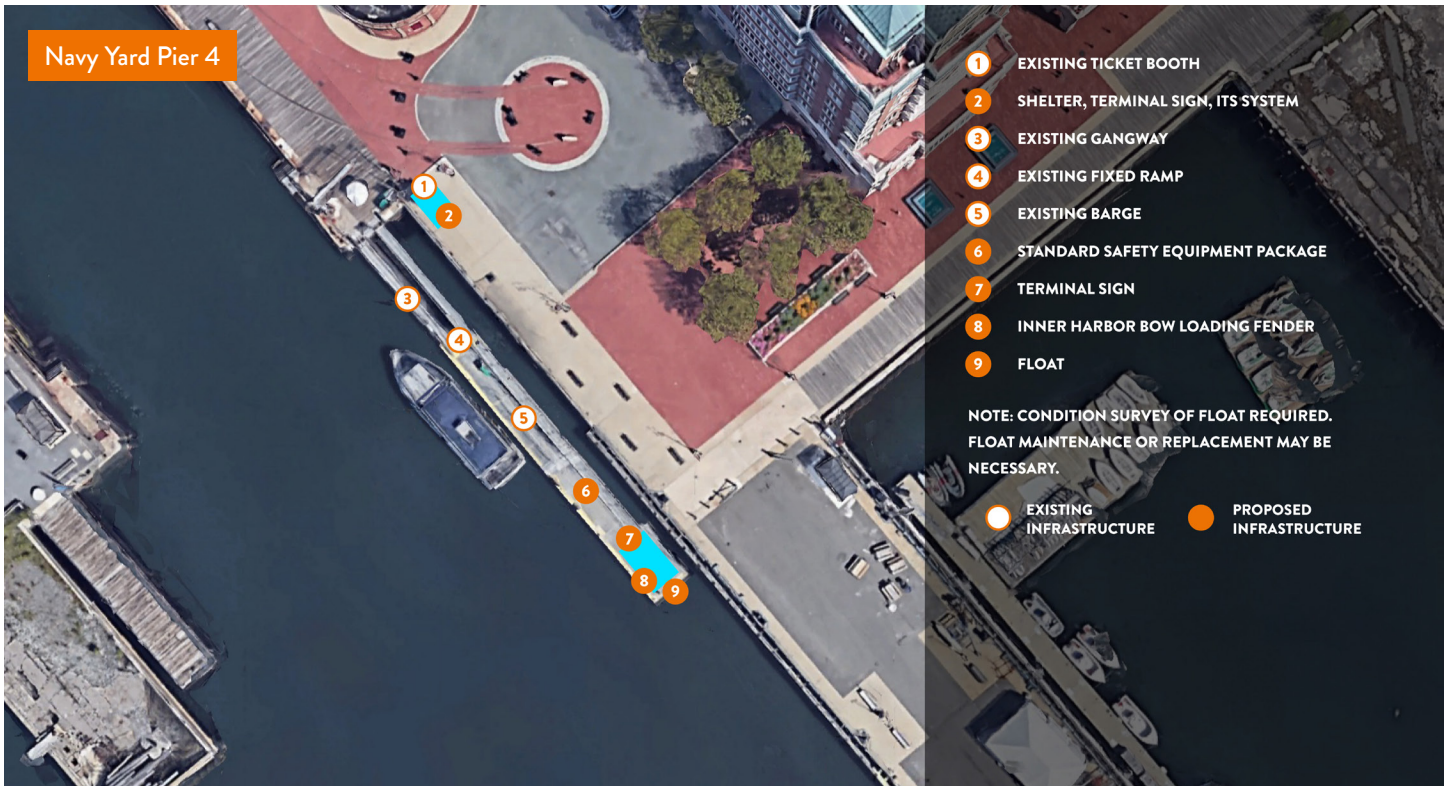 Navy Yard Pier 4
1 EXISTING TICKET BOOTH
2 SHELTER, TERMINAL SIGN, ITS SYSTEM
3 EXISTING GANGWAY
4 EXISTING FIXED RAMP
5 EXISTING BARGE
6 STANDARD SAFETY EQUIPMENT PACKAGE
7 TERMINAL SIGN
8 INNER HARBOR BOW LOADING FENDER
9 FLOAT
NOTE: CONDITION SURVEY OF FLOAT REQUIRED.
FLOAT MAINTENANCE OR REPLACEMENT MAY BE
NECESSARY.
EXISTING
INFRASTRUCTURE
PROPOSED
INFRASTRUCTURE
1
2
3
4
5
6
7
8
9